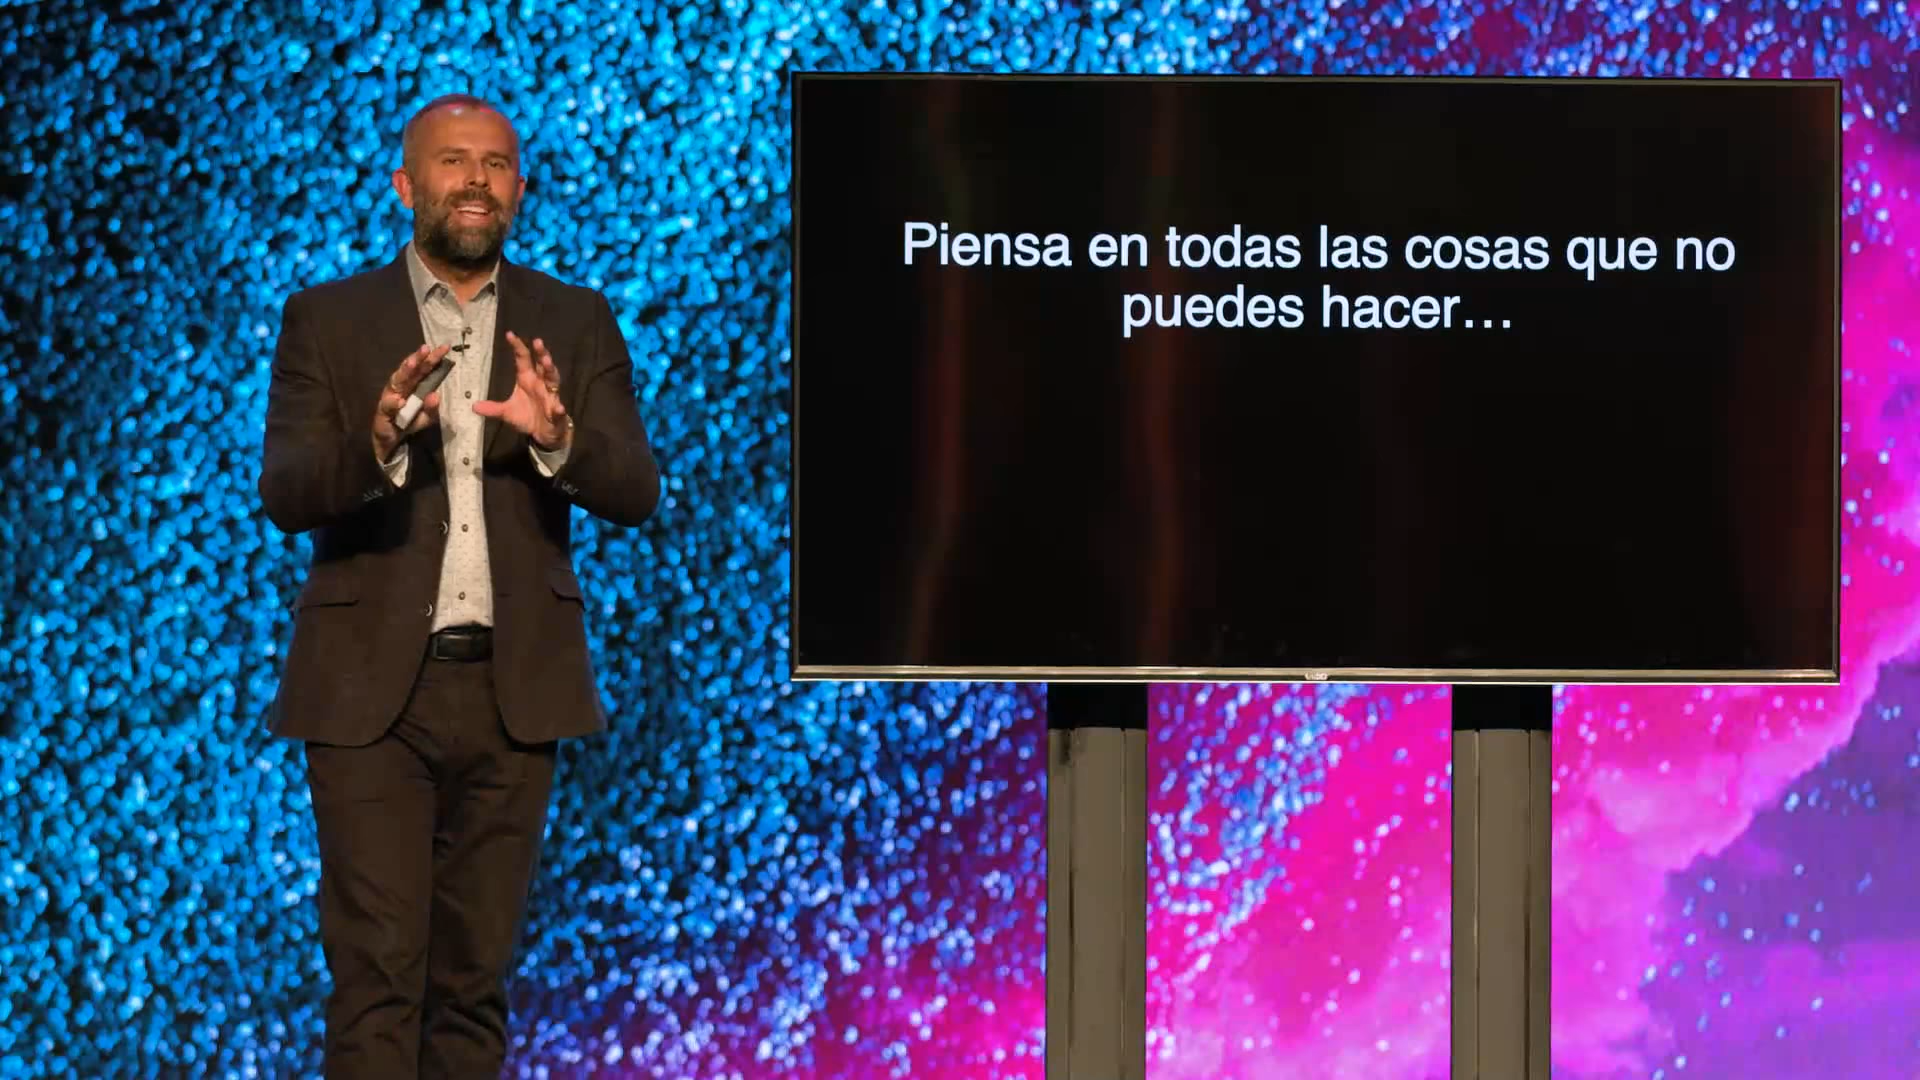 Piensa en todas las cosas que no
puedes hacer…